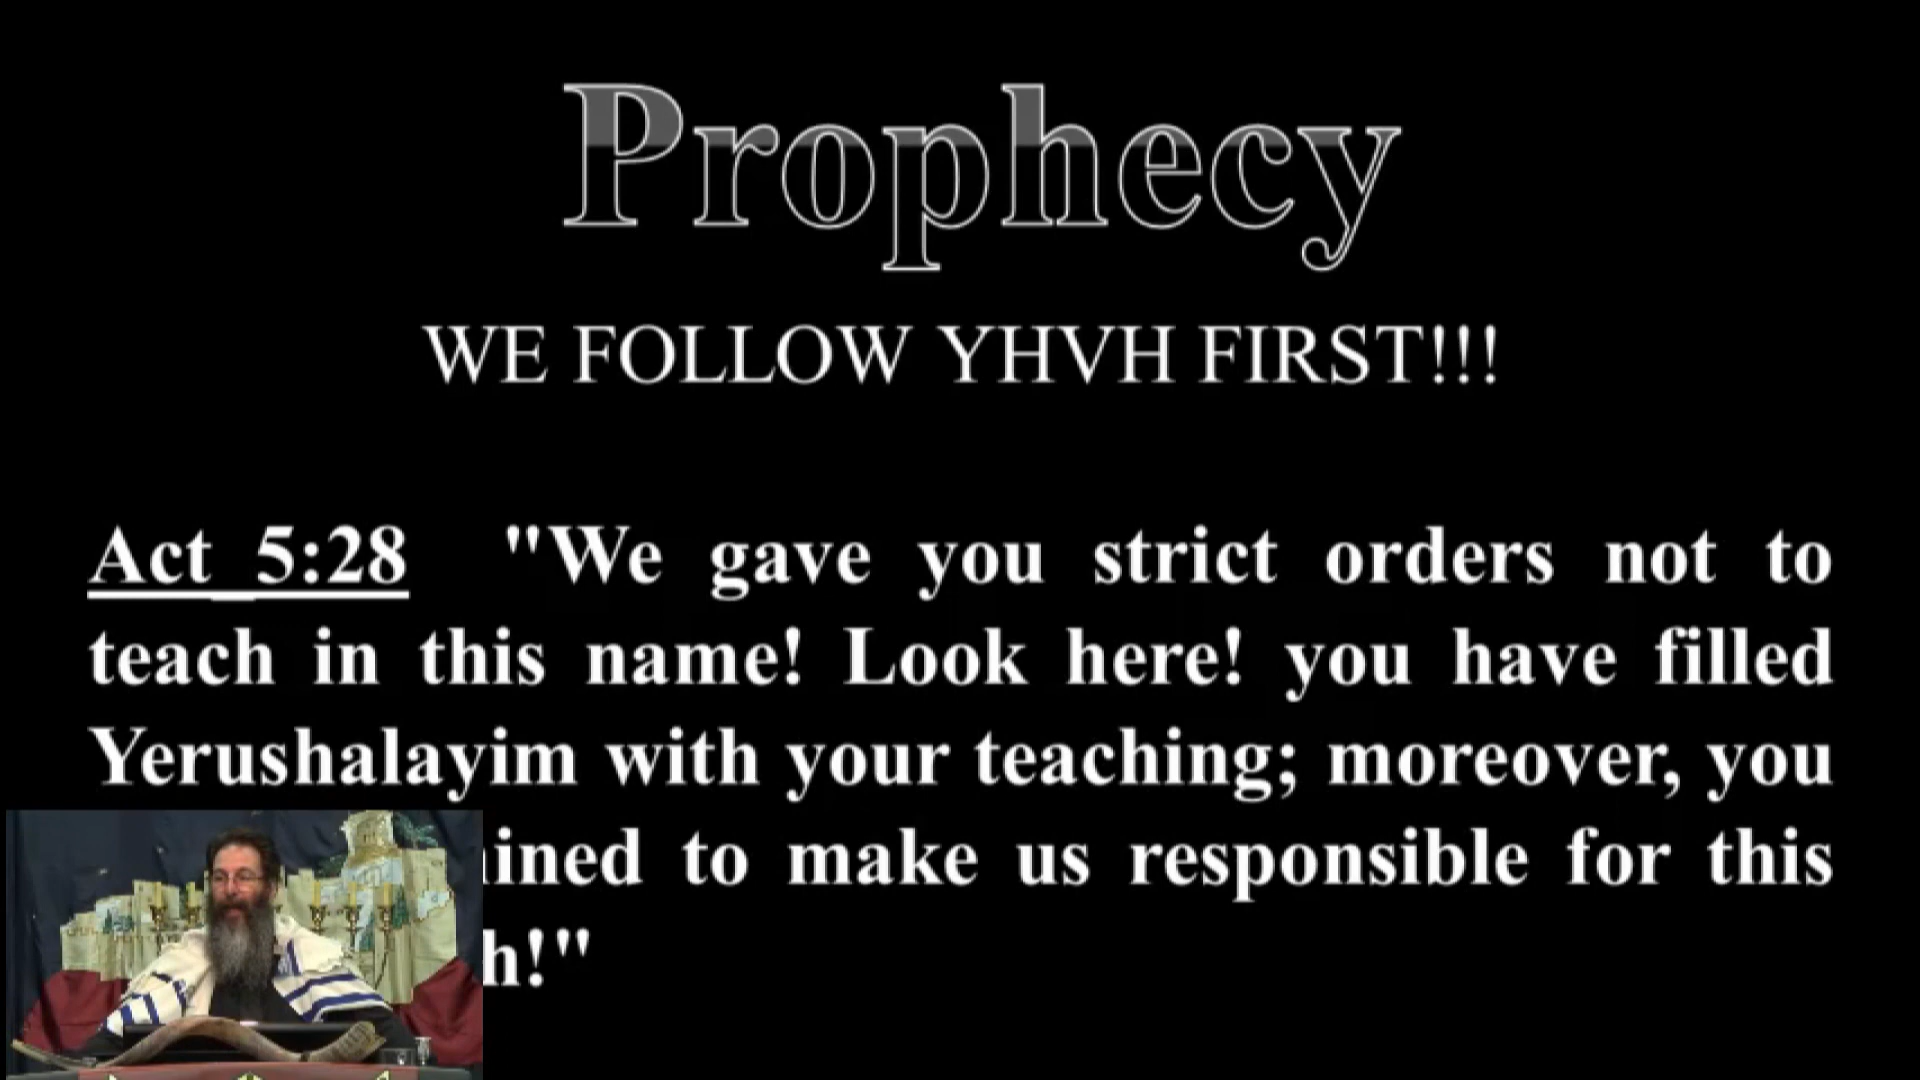 Prophecy
WE FOLLOW YHVH FIRST!!!
Act_5:28 "We gave you strict orders not to
teach in this name! Look here! you have filled
Yerushalayim with your teaching; moreover, you
to make us responsible for this